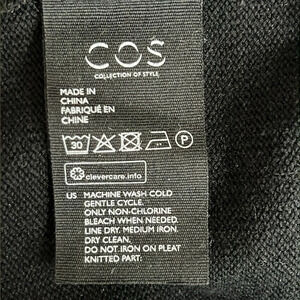 COS
COLLECTION OF STYLE
MADE IN
CHINA
FABRIQUÉ EN
CHINE
30 P
clevercare.info
US MACHINE WASH COLD
GENTLE CYCLE.
ONLY NON-CHLORINE
BLEACH WHEN NEEDED.
LINE DRY. MEDIUM IRON.
DRY CLEAN.
DO NOT IRON ON PLEAT
KNITTED PART: